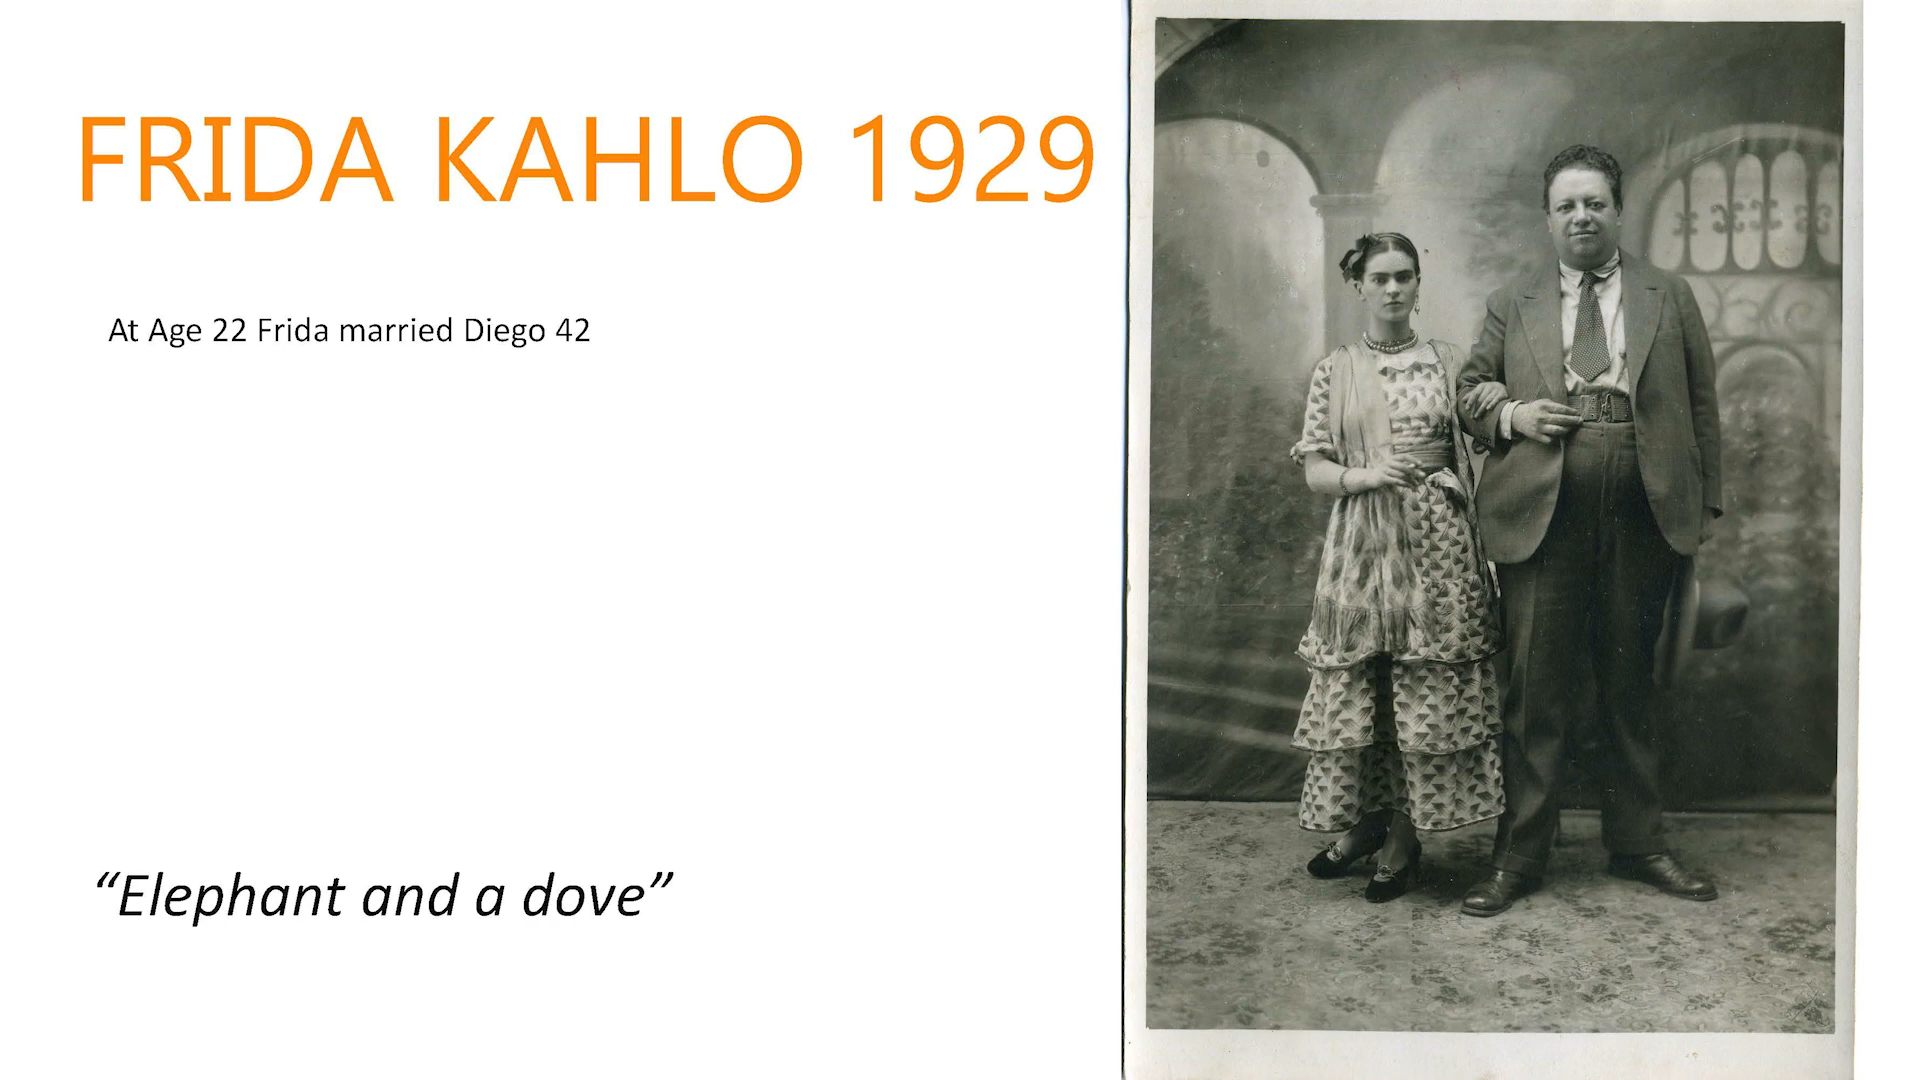 FRIDA KAHLO 1929
At Age 22 Frida married Diego 42
“Elephant and a dove”